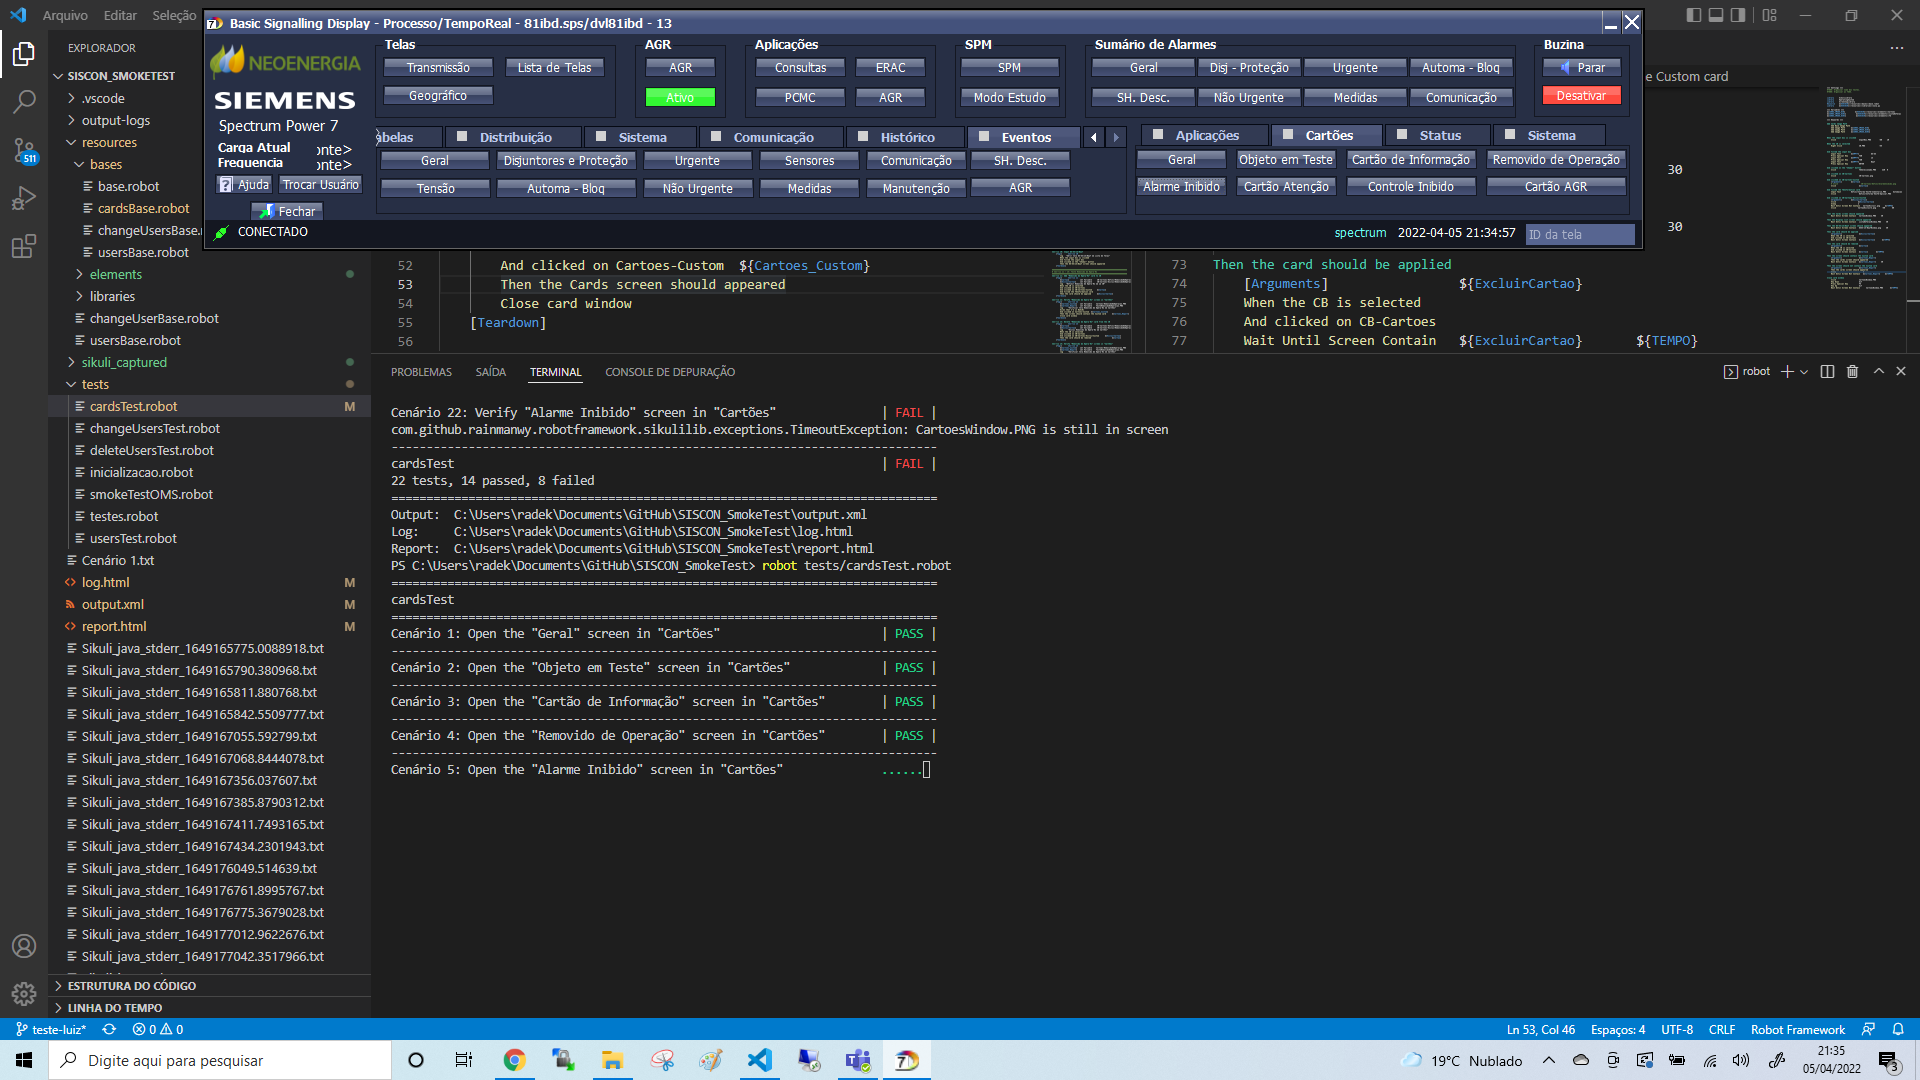 Arquivo Editar Seleção
Basic Signalling Display - Processo/TempoReal - 81ibd.sps/dvl81ibd - 13
NEOENERGIA
SIEMENS
Spectrum Power 7
Carga Atual onte>
Frequencia onte>
Ajuda Trocar Usuário
Fechar
CONECTADO
Telas
Transmissão Lista de Telas
Geográfico
AGR
AGR
Ativo
Aplicações
Consultas ERAC
PCMC AGR
SPM
SPM
Modo Estudo
Sumário de Alarmes
Geral Disj - Proteção Urgente Automa - Bloq
SH. Desc. Não Urgente Medidas Comunicação
Buzina
Parar
Desativar
belas Distribuição Sistema Comunicação Histórico Eventos
Geral Disjuntores e Proteção Urgente Sensores Comunicação SH. Desc.
Tensão Automa - Bloq Não Urgente Medidas Manutenção AGR
Aplicações Cartões Status Sistema
Geral Objeto em Teste Cartão de Informação Removido de Operação
Alarme Inibido Cartão Atenção Controle Inibido Cartão AGR
spectrum 2022-04-05 21:34:57 ID da tela
e Custom card
30
30
EXPLORADOR
SISCON_SMOKETEST
.vscode
output-logs
resources
bases
base.robot
cardsBase.robot
changeUsersBase.
usersBase.robot
elements
libraries
changeUserBase.robot
usersBase.robot
sikuli_captured
tests
cardsTest.robot M
changeUsersTest.robot
deleteUsersTest.robot
inicializacao.robot
smokeTestOMS.robot
testes.robot
usersTest.robot
Cenário 1.txt
log.html M
output.xml M
report.html M
Sikuli_java_stderr_1649165775.0088918.txt
Sikuli_java_stderr_1649165790.380968.txt
Sikuli_java_stderr_1649165811.880768.txt
Sikuli_java_stderr_1649165842.5509777.txt
Sikuli_java_stderr_1649167055.592799.txt
Sikuli_java_stderr_1649167068.8444078.txt
Sikuli_java_stderr_1649167356.037607.txt
Sikuli_java_stderr_1649167385.8790312.txt
Sikuli_java_stderr_1649167411.7493165.txt
Sikuli_java_stderr_1649167434.2301943.txt
Sikuli_java_stderr_1649176049.514639.txt
Sikuli_java_stderr_1649176761.8995767.txt
Sikuli_java_stderr_1649176775.3679028.txt
Sikuli_java_stderr_1649177012.9622676.txt
Sikuli_java_stderr_1649177042.3517966.txt
ESTRUTURA DO CÓDIGO
LINHA DO TEMPO
511
52 And clicked on Cartoes-Custom ${Cartoes_Custom}
53 Then the Cards screen should appeared
54 Close card window
55 [Teardown]
56
73 Then the card should be applied
74 [Arguments] ${ExcluirCartao}
75 When the CB is selected
76 And clicked on CB-Cartoes
77 Wait Until Screen Contain ${ExcluirCartao} ${TEMPO}
PROBLEMAS SAÍDA TERMINAL CONSOLE DE DEPURAÇÃO
robot
Cenário 22: Verify "Alarme Inibido" screen in "Cartões" | FAIL |
com.github.rainmanwy.robotframework.sikulilib.exceptions.TimeoutException: CartoesWindow.PNG is still in screen
------------------------------------------------------------------------------
cardsTest | FAIL |
22 tests, 14 passed, 8 failed
==============================================================================
Output: C:\Users\radek\Documents\GitHub\SISCON_SmokeTest\output.xml
Log: C:\Users\radek\Documents\GitHub\SISCON_SmokeTest\log.html
Report: C:\Users\radek\Documents\GitHub\SISCON_SmokeTest\report.html
PS C:\Users\radek\Documents\GitHub\SISCON_SmokeTest> robot tests/cardsTest.robot
==============================================================================
cardsTest
==============================================================================
Cenário 1: Open the "Geral" screen in "Cartões" | PASS |
------------------------------------------------------------------------------
Cenário 2: Open the "Objeto em Teste" screen in "Cartões" | PASS |
------------------------------------------------------------------------------
Cenário 3: Open the "Cartão de Informação" screen in "Cartões" | PASS |
------------------------------------------------------------------------------
Cenário 4: Open the "Removido de Operação" screen in "Cartões" | PASS |
------------------------------------------------------------------------------
Cenário 5: Open the "Alarme Inibido" screen in "Cartões" ......
teste-luiz* 0 0
Ln 53, Col 46 Espaços: 4 UTF-8 CRLF Robot Framework
Digite aqui para pesquisar
19°C Nublado
21:35
05/04/2022
3